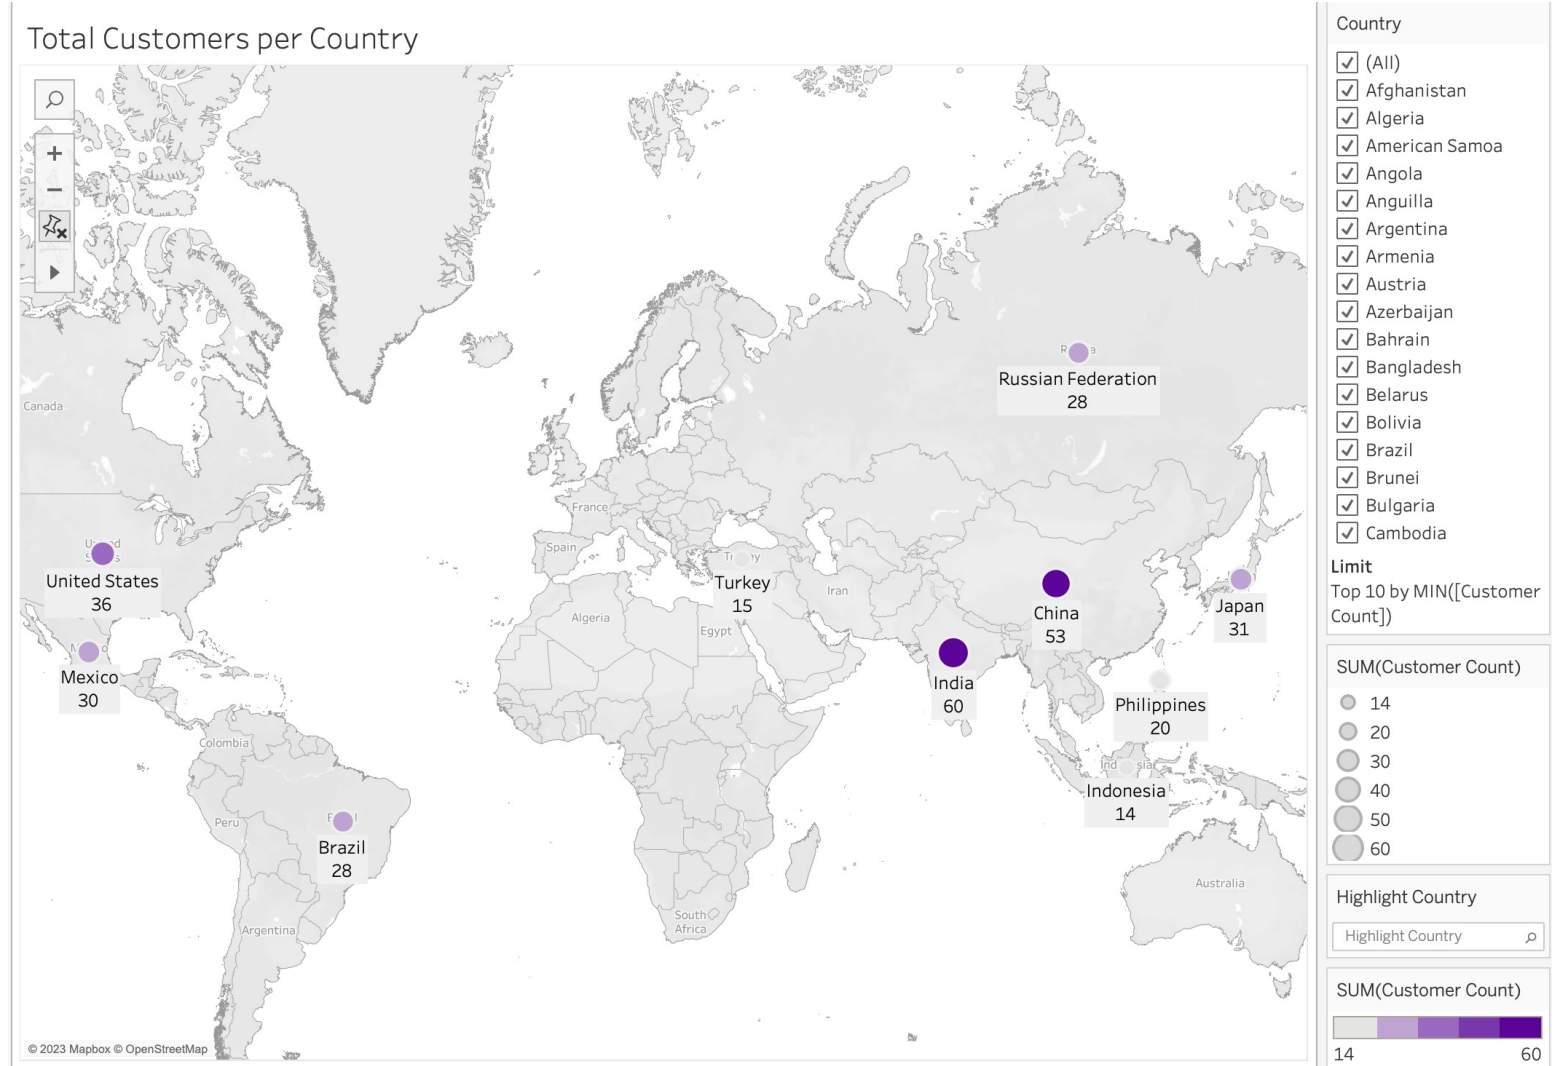 Total Customers per Country
Canada
Russian Federation
28
France
Spain
United States
36
Turkey
15
Iran
China
53
Japan
31
Algeria
Egypt
Mexico
30
India
60
Philippines
20
Colombia
Indonesia
14
Peru
Brazil
28
Australia
South
Africa
Argentina
© 2023 Mapbox © OpenStreetMap
Country
(All)
Afghanistan
Algeria
American Samoa
Angola
Anguilla
Argentina
Armenia
Austria
Azerbaijan
Bahrain
Bangladesh
Belarus
Bolivia
Brazil
Brunei
Bulgaria
Cambodia
Limit
Top 10 by MIN([Customer
Count])
SUM(Customer Count)
14
20
30
40
50
60
Highlight Country
Highlight Country
SUM(Customer Count)
14 60